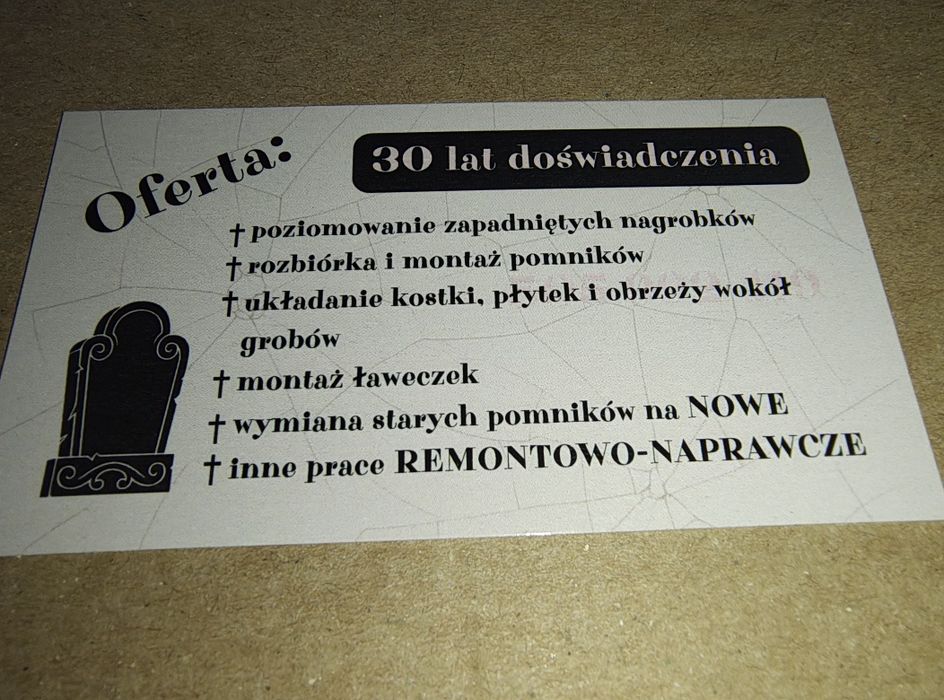 Oferta:
30 lat doświadczenia
† poziomowanie zapadniętych nagrobków
† rozbiórka i montaż pomników
† układanie kostki, płytek i obrzeży wokół
grobów
† montaż ławeczek
† wymiana starych pomników na NOWE
† inne prace REMONTOWO-NAPRAWCZE